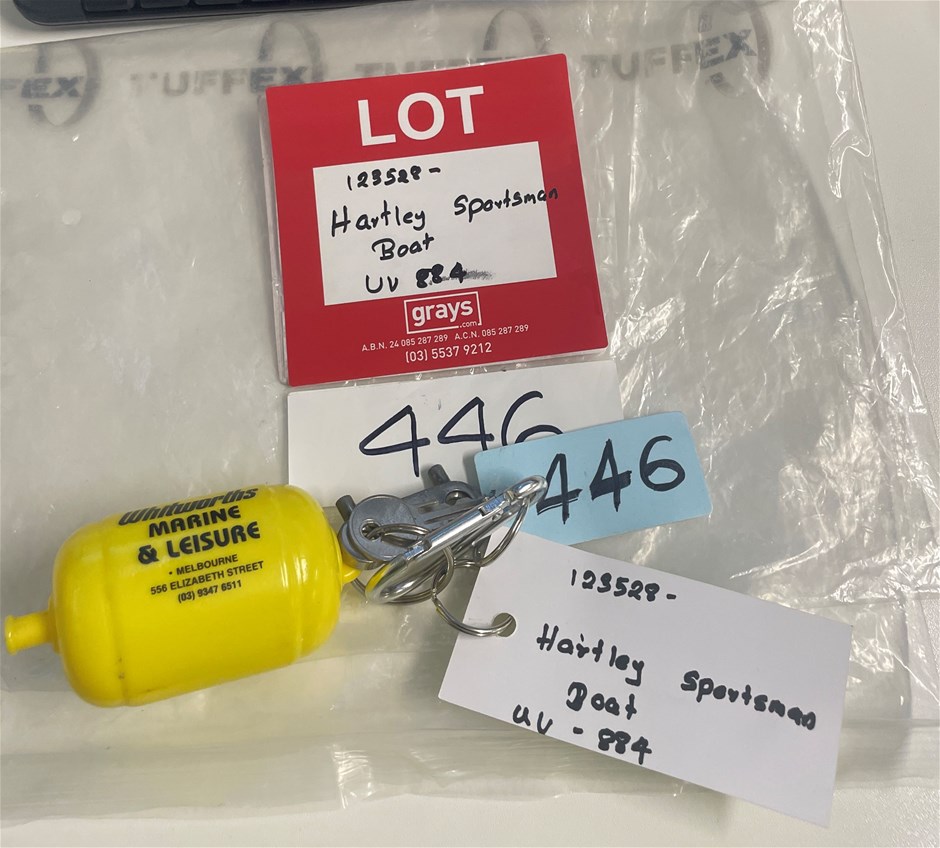 TUFFEX
TUFFEX
LOT
123528-
Hartley Sportsman
Boat
UV 884
grays
.com
A.B.N. 24 085 287 289 A.C.N. 085 287 289
(03) 5537 9212
446
446
Whitworths
MARINE
& LEISURE
• MELBOURNE
556 ELIZABETH STREET
(03) 9347 6511
123528-
Hartley Sportsman
Boat
UV - 884